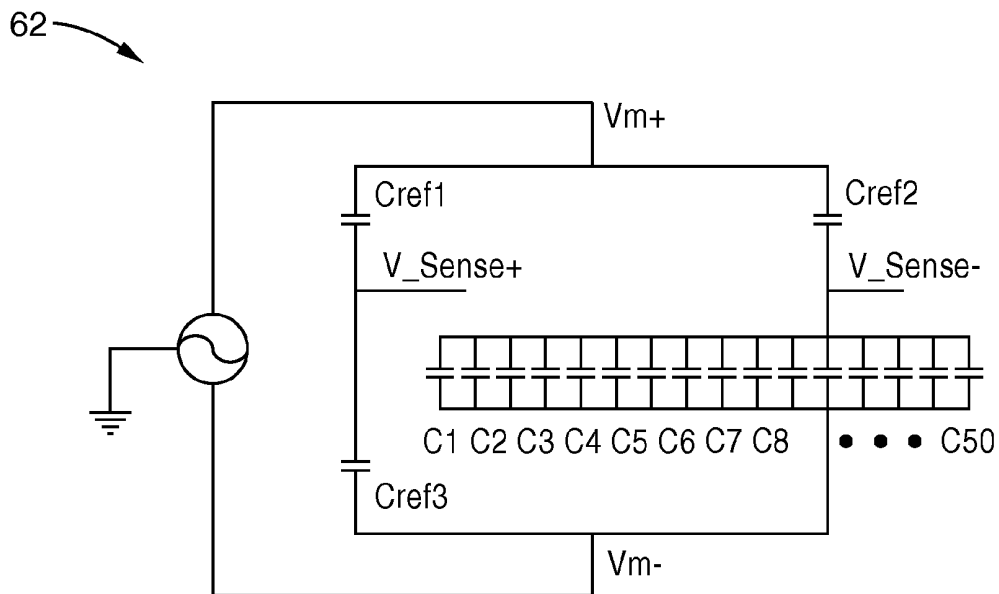 62
Vm+
Cref1
Cref2
V_Sense+
V_Sense-
C1 C2 C3 C4 C5 C6 C7 C8 • • • C50
Cref3
Vm-